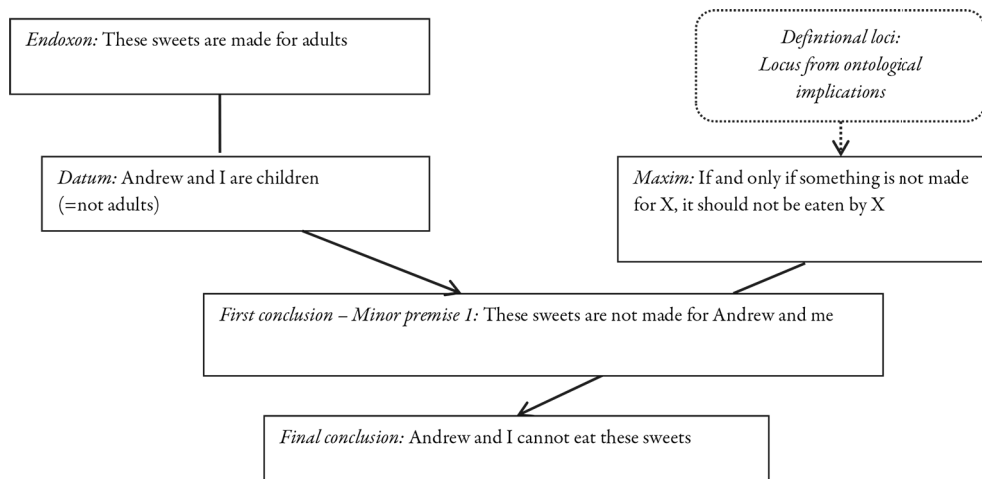 Endoxon: These sweets are made for adults
Defintional loci:
Locus from ontological
implications
Datum: Andrew and I are children
(=not adults)
Maxim: If and only if something is not made
for X, it should not be eaten by X
First conclusion – Minor premise 1: These sweets are not made for Andrew and me
Final conclusion: Andrew and I cannot eat these sweets